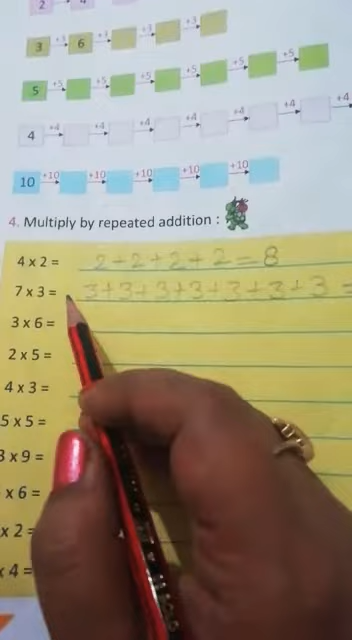 2 4
3 +3 6 +3 +3 +3
5 +5 +5 +5 +5 +5 +5
4 +4 +4 +4 +4 +4 +4 +4
10 +10 +10 +10 +10 +10
4. Multiply by repeated addition :
4 x 2 = 2+2+2+2=8
7 x 3 = 3+3+3+3+3+3+3 =
3 x 6 =
2 x 5 =
4 x 3 =
5 x 5 =
3 x 9 =
x 6 =
x 2 =
x 4 =